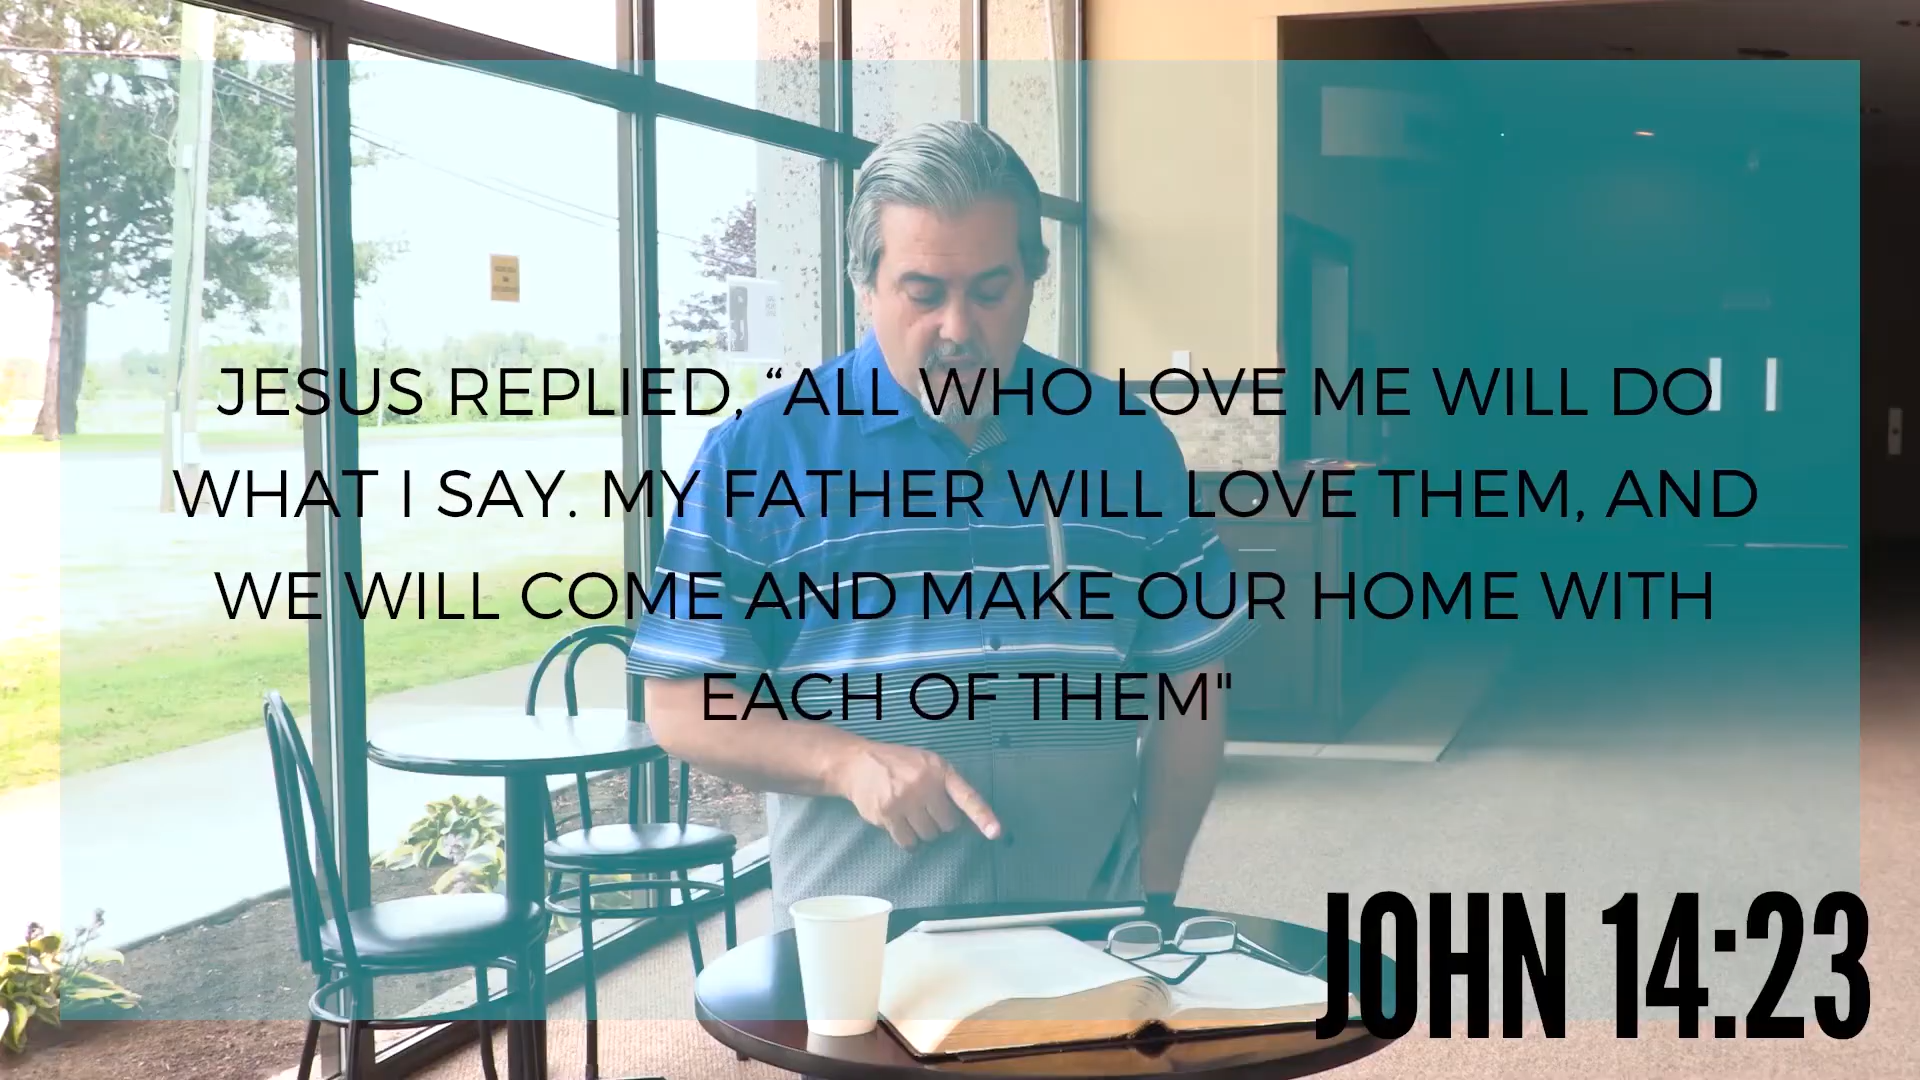 JESUS REPLIED, “ALL WHO LOVE ME WILL DO
WHAT I SAY. MY FATHER WILL LOVE THEM, AND
WE WILL COME AND MAKE OUR HOME WITH
EACH OF THEM"
JOHN 14:23